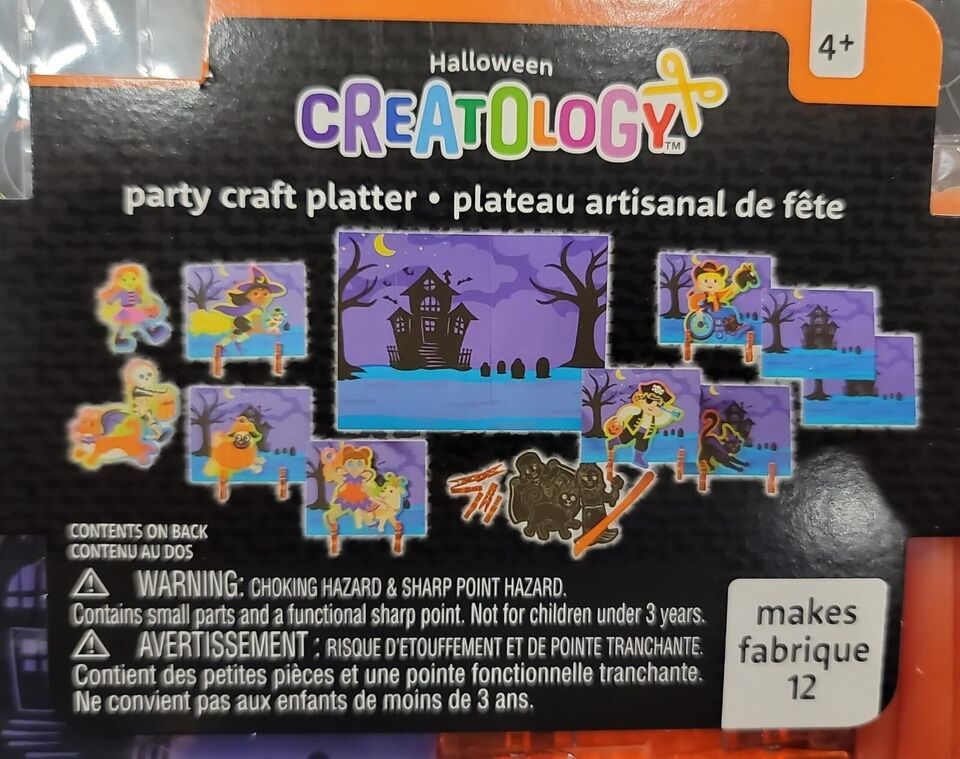 4+
Halloween
CREATOLOGY™
party craft platter • plateau artisanal de fête
CONTENTS ON BACK
CONTENU AU DOS
⚠ WARNING: CHOKING HAZARD & SHARP POINT HAZARD.
Contains small parts and a functional sharp point. Not for children under 3 years.
⚠ AVERTISSEMENT : RISQUE D'ETOUFFEMENT ET DE POINTE TRANCHANTE.
Contient des petites pièces et une pointe fonctionnelle tranchante.
Ne convient pas aux enfants de moins de 3 ans.
makes
fabrique
12